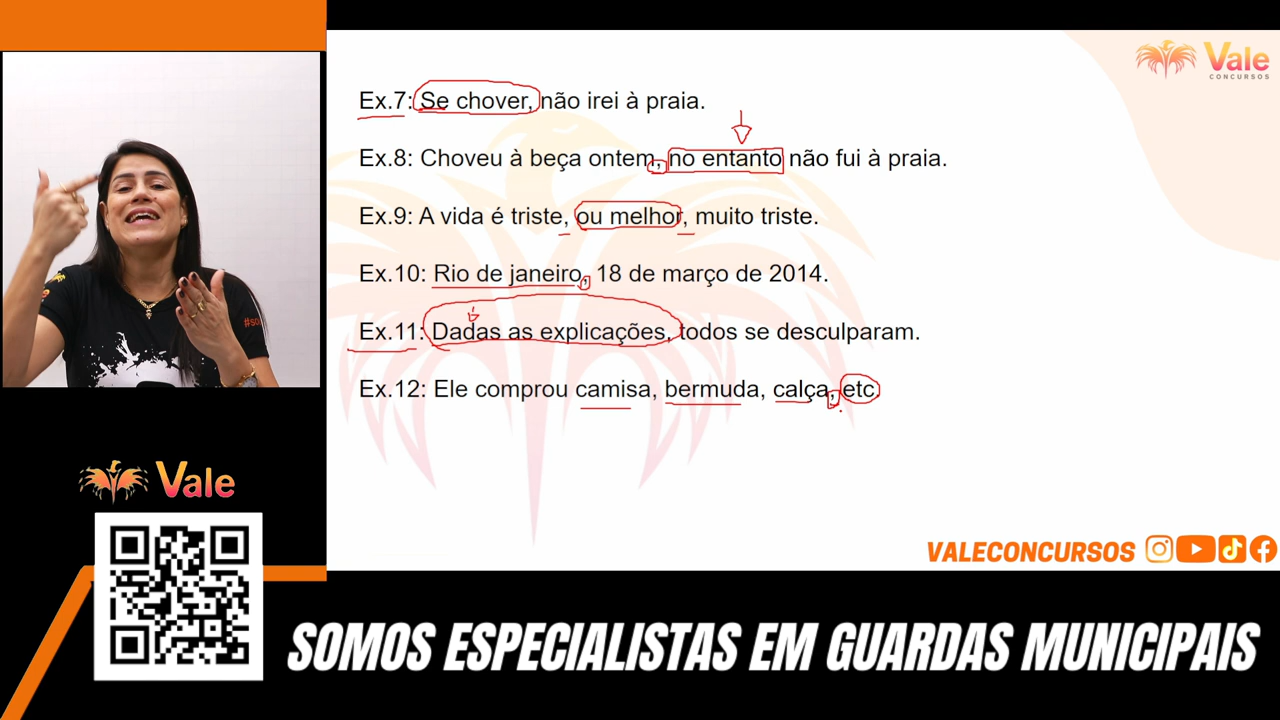 Vale
CONCURSOS
Ex.7: Se chover, não irei à praia.
Ex.8: Choveu à beça ontem, no entanto não fui à praia.
Ex.9: A vida é triste, ou melhor, muito triste.
Ex.10: Rio de janeiro, 18 de março de 2014.
Ex.11: Dadas as explicações, todos se desculparam.
Ex.12: Ele comprou camisa, bermuda, calça, etc.
#so
Vale
VALECONCURSOS
SOMOS ESPECIALISTAS EM GUARDAS MUNICIPAIS